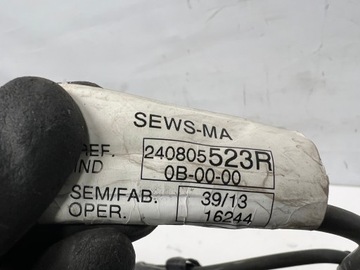 SEWS-MA
REF. 240805523R
IND 0B-00-00
SEM/FAB. 39/13
OPER. 16244